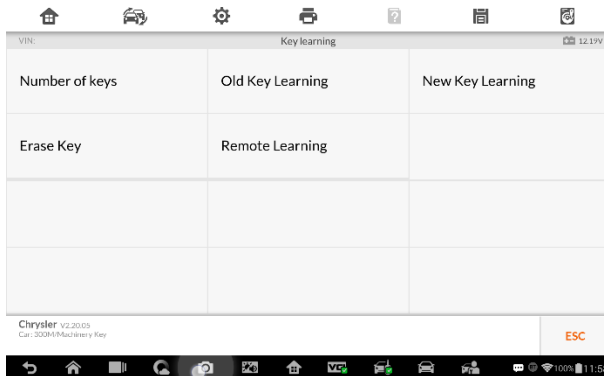 VIN:
Key learning
12.19V
Number of keys
Old Key Learning
New Key Learning
Erase Key
Remote Learning
Chrysler V2.20.05
Car: 300M/Machinery Key
ESC
VCI
100%